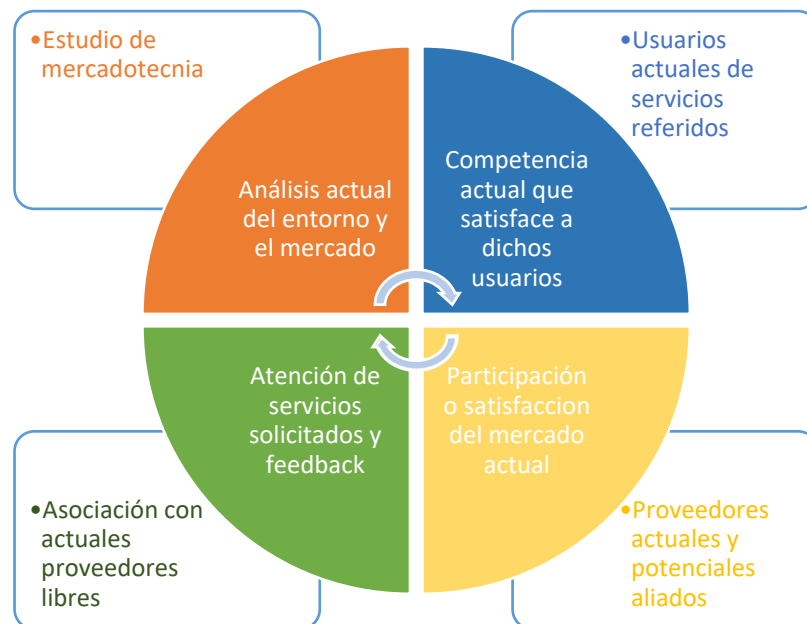 •Estudio de
mercadotecnia
•Usuarios
actuales de
servicios
referidos
Análisis actual
del entorno y
el mercado
Competencia
actual que
satisface a
dichos
usuarios
Atención de
servicios
solicitados y
feedback
Participación
o satisfaccion
del mercado
actual
•Asociación con
actuales
proveedores
libres
•Proveedores
actuales y
potenciales
aliados